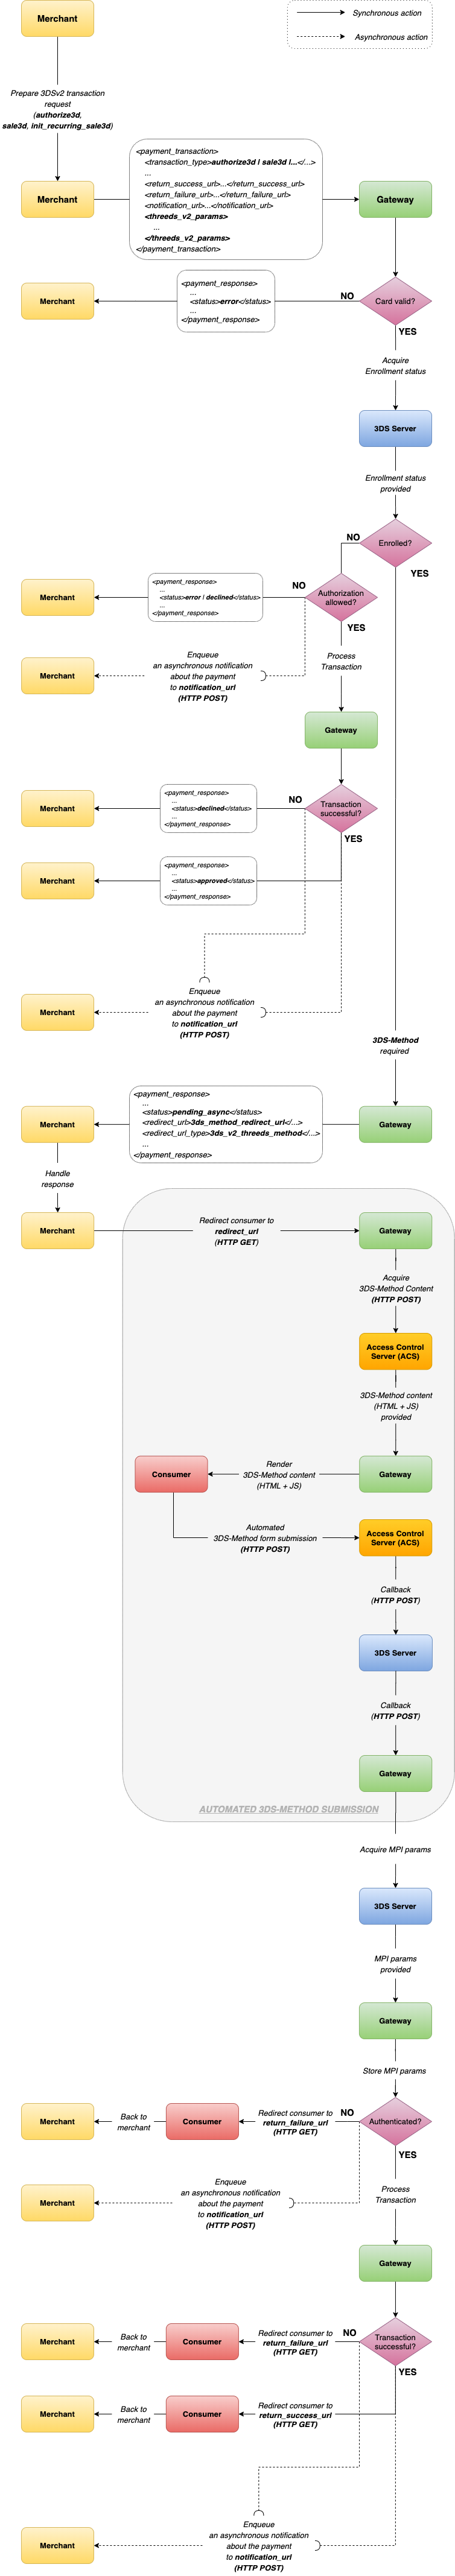 Merchant
Synchronous action
Asynchronous action
Prepare 3DSv2 transaction
request
(authorize3d,
sale3d, init_recurring_sale3d)
Merchant
<payment_transaction>
<transaction_type>authorize3d | sale3d |...</...>
...
<return_success_url>...</return_success_url>
<return_failure_url>...</return_failure_url>
<notification_url>...</notification_url>
<threeds_v2_params>
...
</threeds_v2_params>
</payment_transaction>
Gateway
Merchant
<payment_response>
...
<status>error</status>
...
</payment_response>
NO
Card valid?
YES
Acquire
Enrollment status
3DS Server
Enrollment status
provided
NO
Enrolled?
YES
Merchant
<payment_response>
...
<status>error | declined</status>
...
</payment_response>
NO
Authorization
allowed?
YES
Merchant
Enqueue
an asynchronous notification
about the payment
to notification_url
(HTTP POST)
Process
Transaction
Gateway
Merchant
<payment_response>
...
<status>declined</status>
...
</payment_response>
NO
Transaction
successful?
YES
Merchant
<payment_response>
...
<status>approved</status>
...
</payment_response>
Merchant
Enqueue
an asynchronous notification
about the payment
to notification_url
(HTTP POST)
3DS-Method
required
Merchant
<payment_response>
...
<status>pending_async</status>
<redirect_url>3ds_method_redirect_url</...>
<redirect_url_type>3ds_v2_threeds_method</...>
...
</payment_response>
Gateway
Handle
response
Merchant
Redirect consumer to
redirect_url
(HTTP GET)
Gateway
Acquire
3DS-Method Content
(HTTP POST)
Access Control
Server (ACS)
3DS-Method content
(HTML + JS)
provided
Consumer
Render
3DS-Method content
(HTML + JS)
Gateway
Automated
3DS-Method form submission
(HTTP POST)
Access Control
Server (ACS)
Callback
(HTTP POST)
3DS Server
Callback
(HTTP POST)
Gateway
AUTOMATED 3DS-METHOD SUBMISSION
Acquire MPI params
3DS Server
MPI params
provided
Gateway
Store MPI params
Merchant
Back to
merchant
Consumer
Redirect consumer to
return_failure_url
(HTTP GET)
NO
Authenticated?
YES
Merchant
Enqueue
an asynchronous notification
about the payment
to notification_url
(HTTP POST)
Process
Transaction
Gateway
Merchant
Back to
merchant
Consumer
Redirect consumer to
return_failure_url
(HTTP GET)
NO
Transaction
successful?
YES
Merchant
Back to
merchant
Consumer
Redirect consumer to
return_success_url
(HTTP GET)
Merchant
Enqueue
an asynchronous notification
about the payment
to notification_url
(HTTP POST)